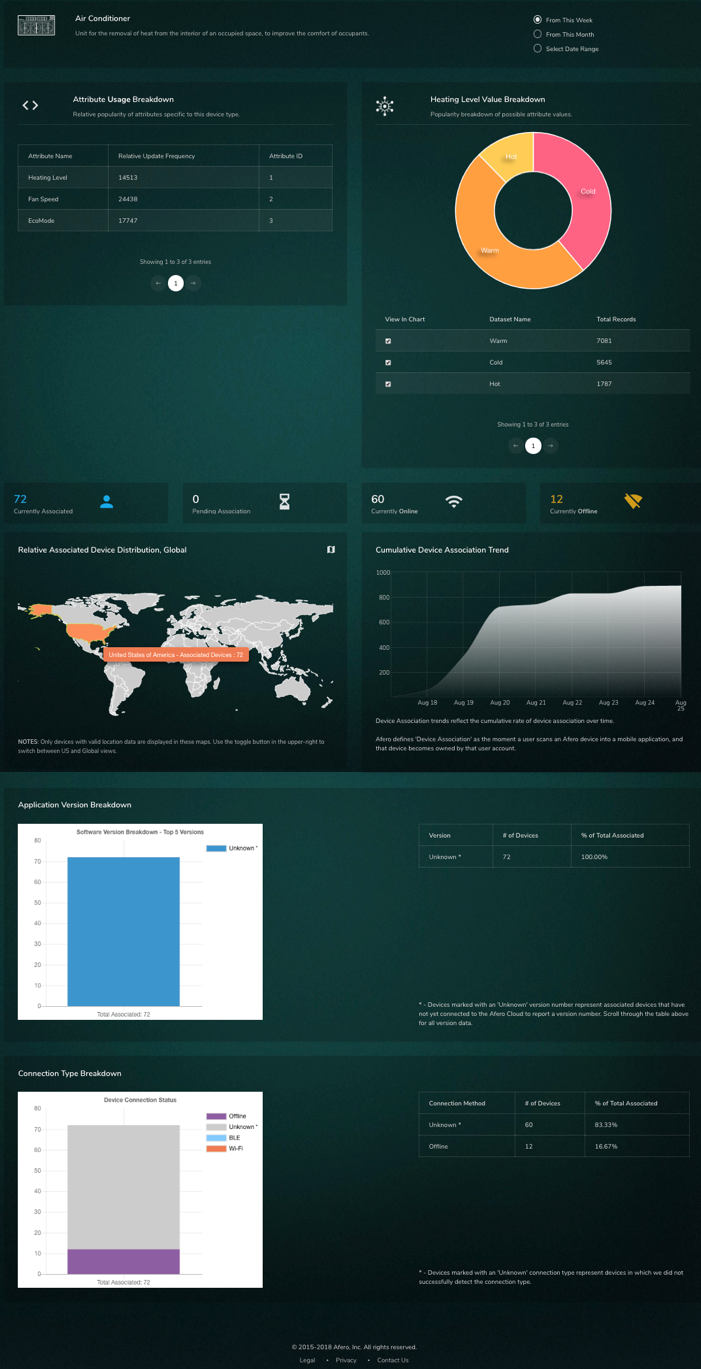 Air Conditioner
Unit for the removal of heat from the interior of an occupied space, to improve the comfort of occupants.
From This Week
From This Month
Select Date Range
Attribute Usage Breakdown
Relative popularity of attributes specific to this device type.
Attribute Name Relative Update Frequency Attribute ID
Heating Level 14513 1
Fan Speed 24438 2
EcoMode 17747 3
Showing 1 to 3 of 3 entries
← 1 →
Heating Level Value Breakdown
Popularity breakdown of possible attribute values.
Hot
Cold
Warm
View In Chart Dataset Name Total Records
Warm 7081
Cold 5645
Hot 1787
Showing 1 to 3 of 3 entries
← 1 →
72
Currently Associated
0
Pending Association
60
Currently Online
12
Currently Offline
Relative Associated Device Distribution, Global
United States of America - Associated Devices : 72
NOTES: Only devices with valid location data are displayed in these maps. Use the toggle button in the upper-right to
switch between US and Global views.
Cumulative Device Association Trend
1000
800
600
400
200
Aug 18 Aug 19 Aug 20 Aug 21 Aug 22 Aug 23 Aug 24 Aug
25
Device Association trends reflect the cumulative rate of device association over time.
Afero defines 'Device Association' as the moment a user scans an Afero device into a mobile application, and
that device becomes owned by that user account.
Application Version Breakdown
Software Version Breakdown - Top 5 Versions
80
70
60
50
40
30
20
10
0
Unknown *
Total Associated: 72
Version # of Devices % of Total Associated
Unknown * 72 100.00%
* - Devices marked with an 'Unknown' version number represent associated devices that have
not yet connected to the Afero Cloud to report a version number. Scroll through the table above
for all version data.
Connection Type Breakdown
Device Connection Status
80
70
60
50
40
30
20
10
0
Offline
Unknown *
BLE
Wi-Fi
Total Associated: 72
Connection Method # of Devices % of Total Associated
Unknown * 60 83.33%
Offline 12 16.67%
* - Devices marked with an 'Unknown' connection type represent devices in which we did not
successfully detect the connection type.
© 2015-2018 Afero, Inc. All rights reserved.
Legal • Privacy • Contact Us